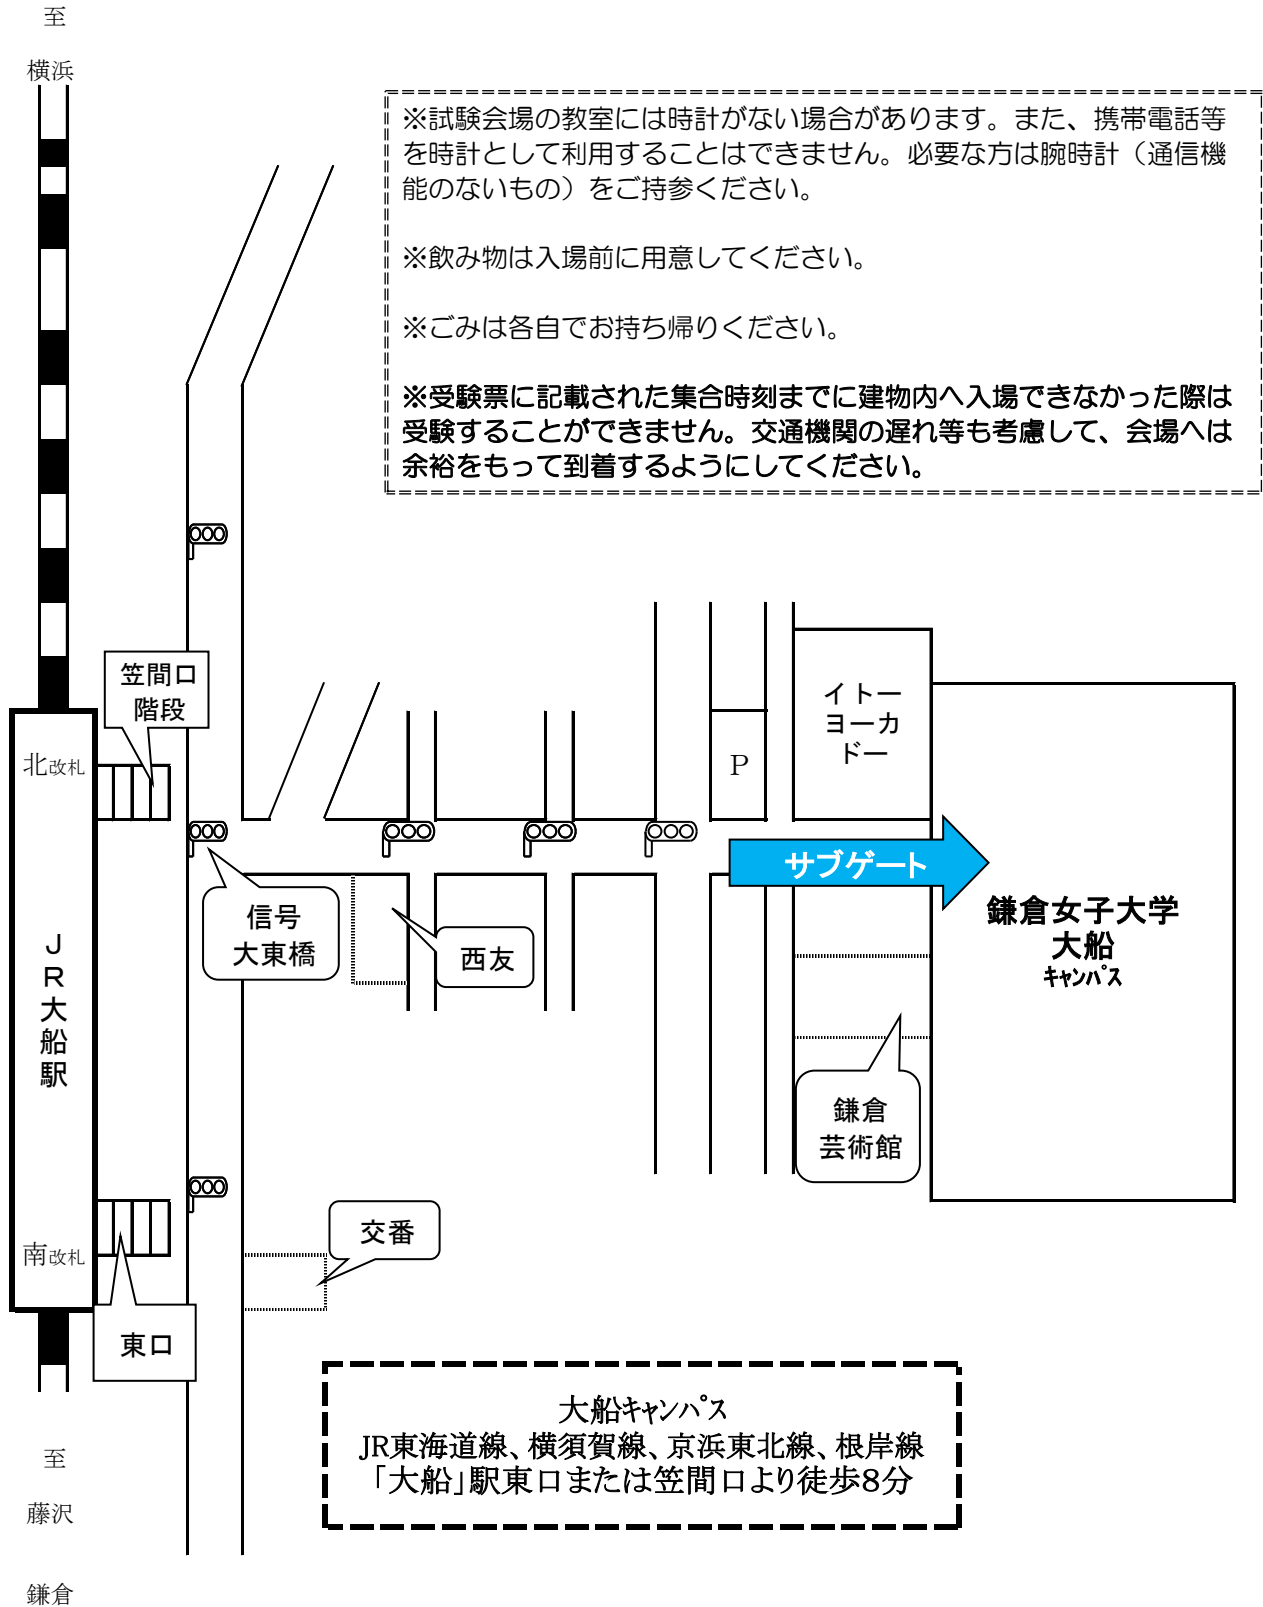 至
横浜
※試験会場の教室には時計がない場合があります。また、携帯電話等
を時計として利用することはできません。必要な方は腕時計（通信機
能のないもの）をご持参ください。
※飲み物は入場前に用意してください。
※ごみは各自でお持ち帰りください。
※受験票に記載された集合時刻までに建物内へ入場できなかった際は
受験することができません。交通機関の遅れ等も考慮して、会場へは
余裕をもって到着するようにしてください。
笠間口
階段
北改札
イトー
ヨーカ
ドー
P
サブゲート
信号
大東橋
西友
鎌倉女子大学
大船
キャンパス
JR大船駅
鎌倉
芸術館
交番
南改札
東口
大船キャンパス
JR東海道線、横須賀線、京浜東北線、根岸線
「大船」駅東口または笠間口より徒歩8分
至
藤沢
鎌倉